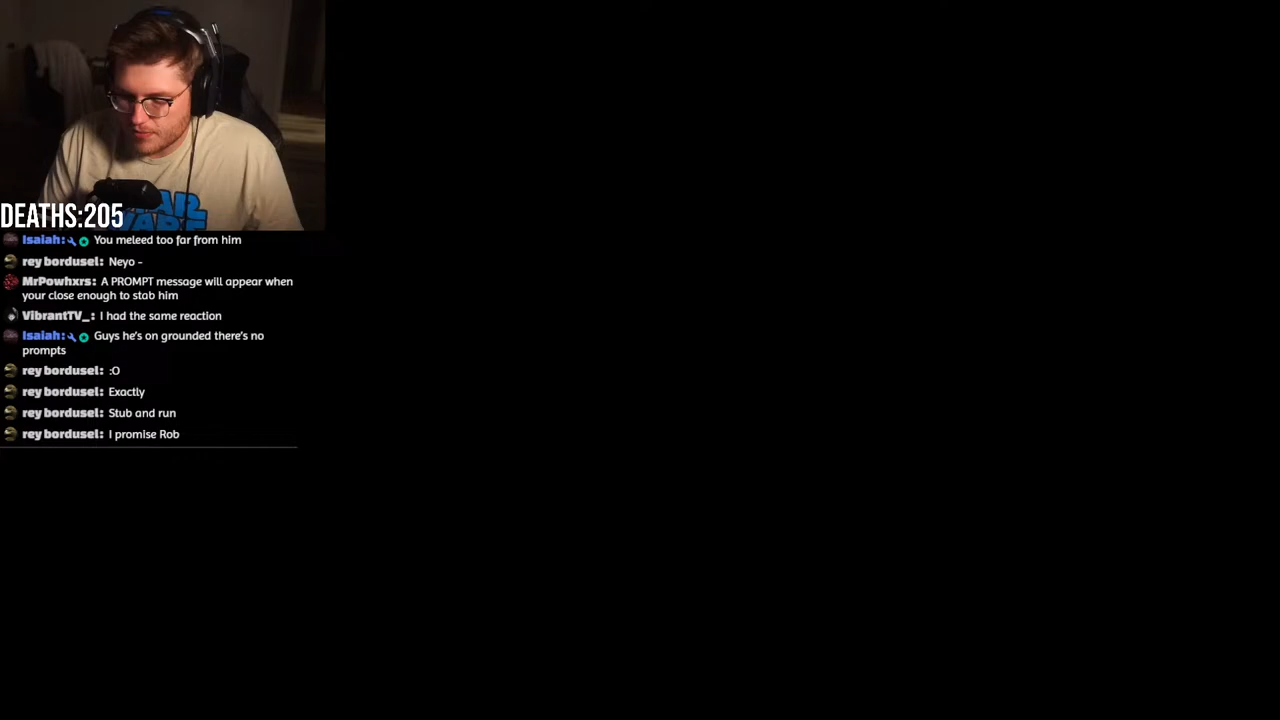 STAR
WARS
DEATHS:205
Isaiah: You meleed too far from him
rey bordusel: Neyo -
MrPowhxrs: A PROMPT message will appear when
your close enough to stab him
VibrantTV_: I had the same reaction
Isaiah: Guys he's on grounded there's no
prompts
rey bordusel: :O
rey bordusel: Exactly
rey bordusel: Stub and run
rey bordusel: I promise Rob